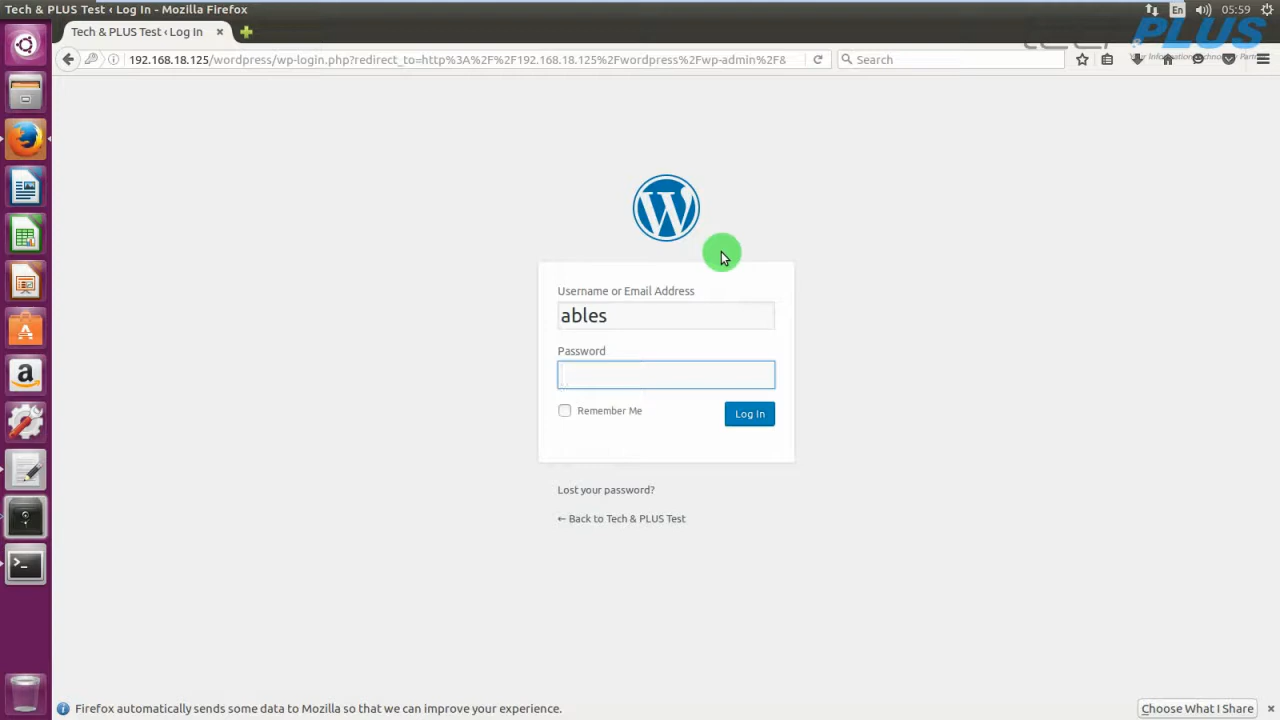 Tech & PLUS Test ‹ Log In - Mozilla Firefox
En
05:59
Tech & PLUS Test ‹ Log In
PLUS
192.168.18.125/wordpress/wp-login.php?redirect_to=http%3A%2F%2F192.168.18.125%2Fwordpress%2Fwp-admin%2F&
Search
Username or Email Address
ables
Password
Remember Me
Log In
Lost your password?
← Back to Tech & PLUS Test
Firefox automatically sends some data to Mozilla so that we can improve your experience.
Choose What I Share